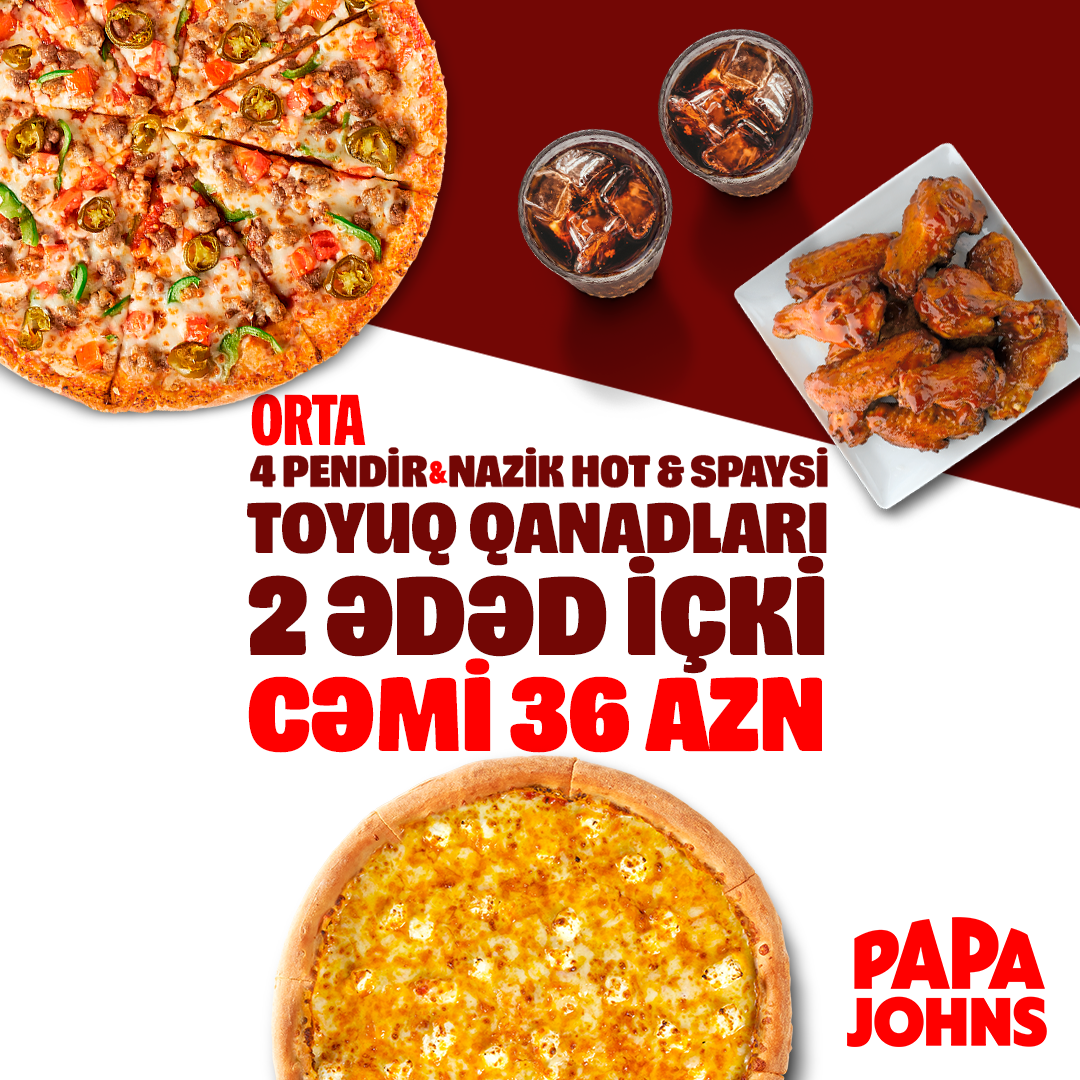 ORTA
4 PENDİR&NAZİK HOT & SPAYSİ
TOYUQ QANADLARI
2 ƏDƏD İÇKİ
CƏMİ 36 AZN
PAPA
JOHNS